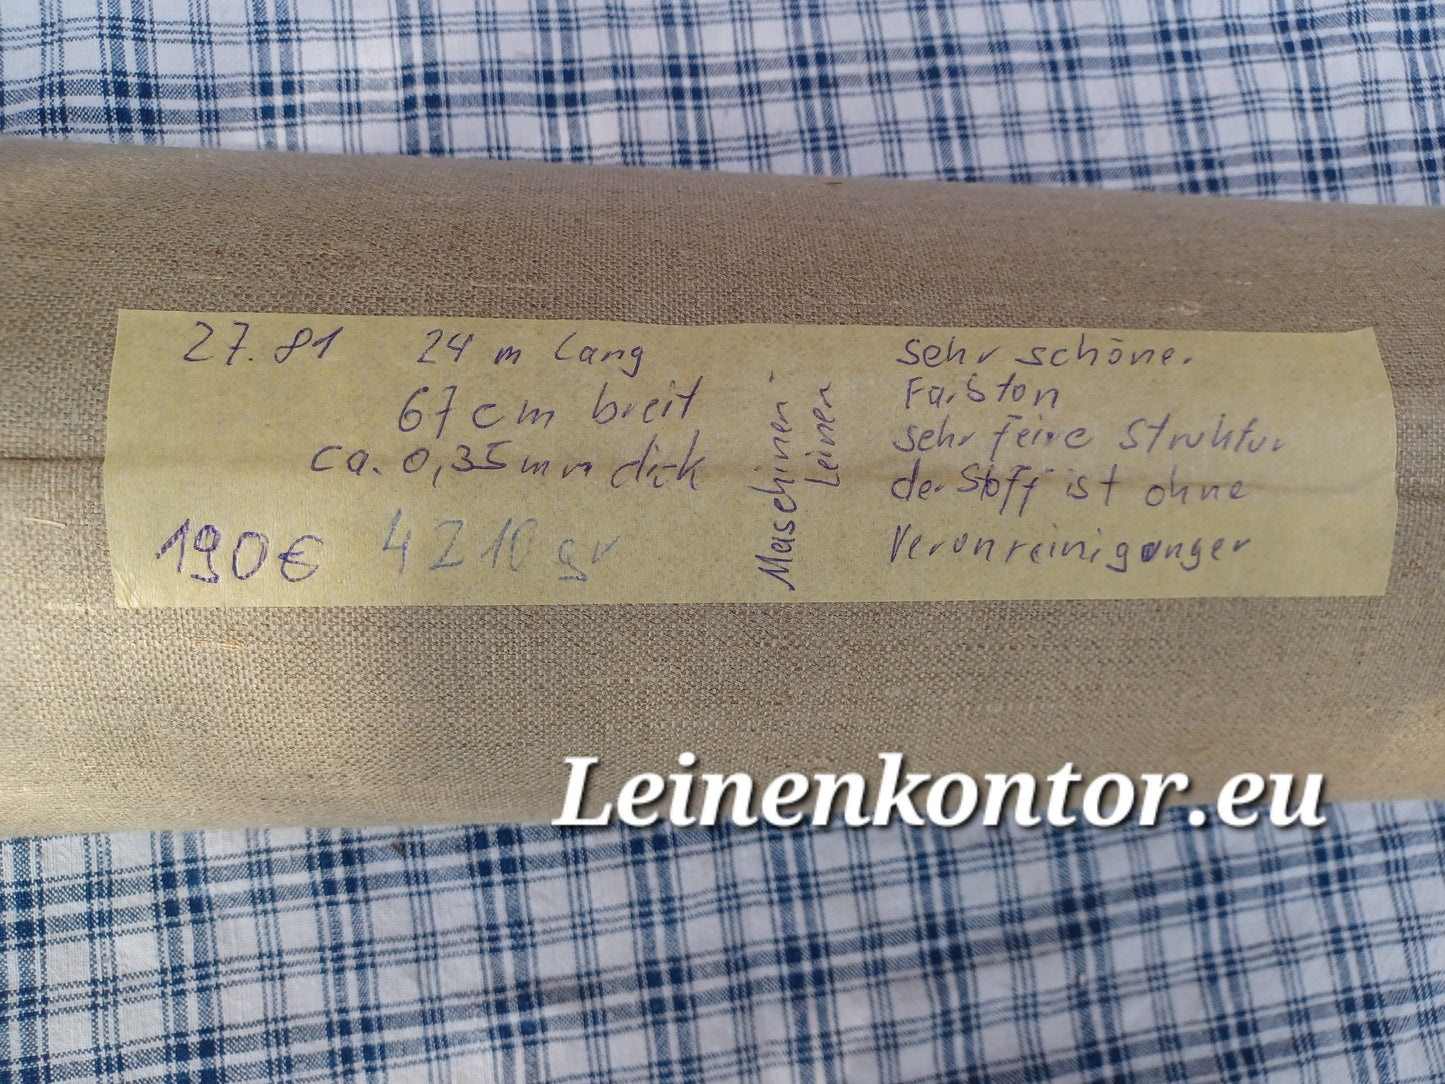 27.81
24 m lang
67 cm breit
ca. 0,35 mm dick
190€
4210 gr
Maschinen
Leinen
sehr schöner
Farbton
sehr feine Struktur
der Stoff ist ohne
Verunreinigungen
Leinenkontor.eu